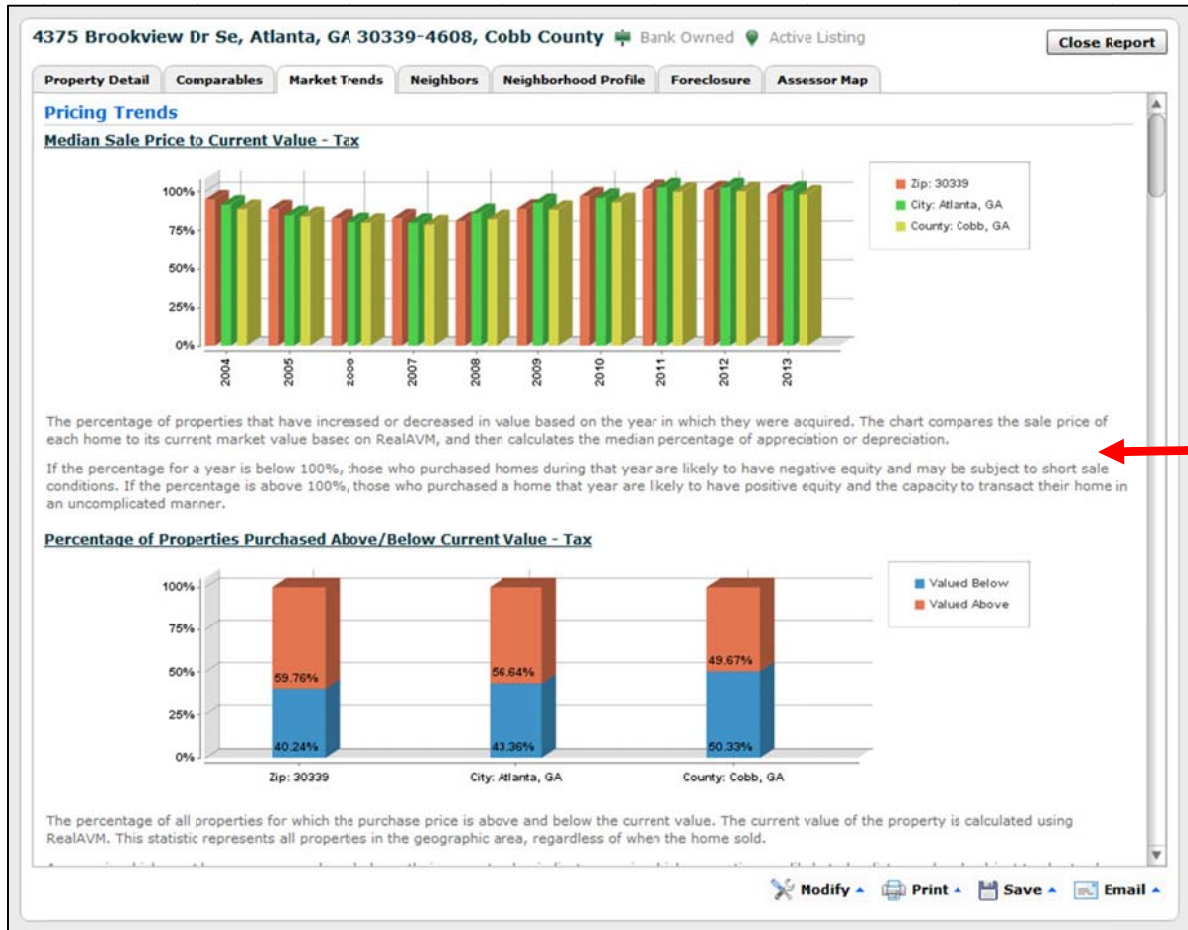 4375 Brookview Dr Se, Atlanta, GA 30339-4608, Cobb County Bank Owned Active Listing
Close Report
Property Detail Comparables Market Trends Neighbors Neighborhood Profile Foreclosure Assessor Map
Pricing Trends
Median Sale Price to Current Value - Tax
100%
75%
50%
25%
0%
2004 2005 2006 2007 2008 2009 2010 2011 2012 2013
Zip: 30339
City: Atlanta, GA
County: Cobb, GA
The percentage of properties that have increased or decreased in value based on the year in which they were acquired. The chart compares the sale price of
each home to its current market value based on RealAVM, and then calculates the median percentage of appreciation or depreciation.
If the percentage for a year is below 100%, those who purchased homes during that year are likely to have negative equity and may be subject to short sale
conditions. If the percentage is above 100%, those who purchased a home that year are likely to have positive equity and the capacity to transact their home in
an uncomplicated manner.
Percentage of Properties Purchased Above/Below Current Value - Tax
100%
75%
50%
25%
0%
59.76% 56.64% 49.67%
40.24% 43.36% 50.33%
Zip: 30339 City: Atlanta, GA County: Cobb, GA
Valued Below
Valued Above
The percentage of all properties for which the purchase price is above and below the current value. The current value of the property is calculated using
RealAVM. This statistic represents all propertes in the geographic area, regardless of when the home sold.
Modify Print Save Email